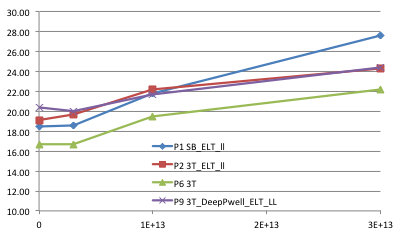 30.00
28.00
26.00
24.00
22.00
20.00
18.00
16.00
14.00
12.00
10.00
P1 SB_ELT_ll
P2 3T_ELT_ll
P6 3T
P9 3T_DeepPwell_ELT_LL
0 1E+13 2E+13 3E+13